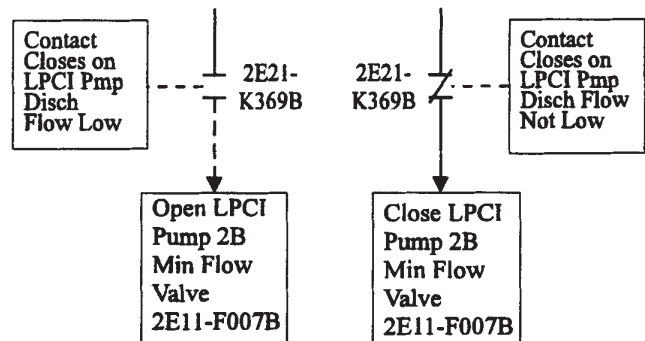 Contact
Closes on
LPCI Pmp
Disch
Flow Low
2E21-
K369B
2E21-
K369B
Contact
Closes on
LPCI Pmp
Disch Flow
Not Low
Open LPCI
Pump 2B
Min Flow
Valve
2E11-F007B
Close LPCI
Pump 2B
Min Flow
Valve
2E11-F007B